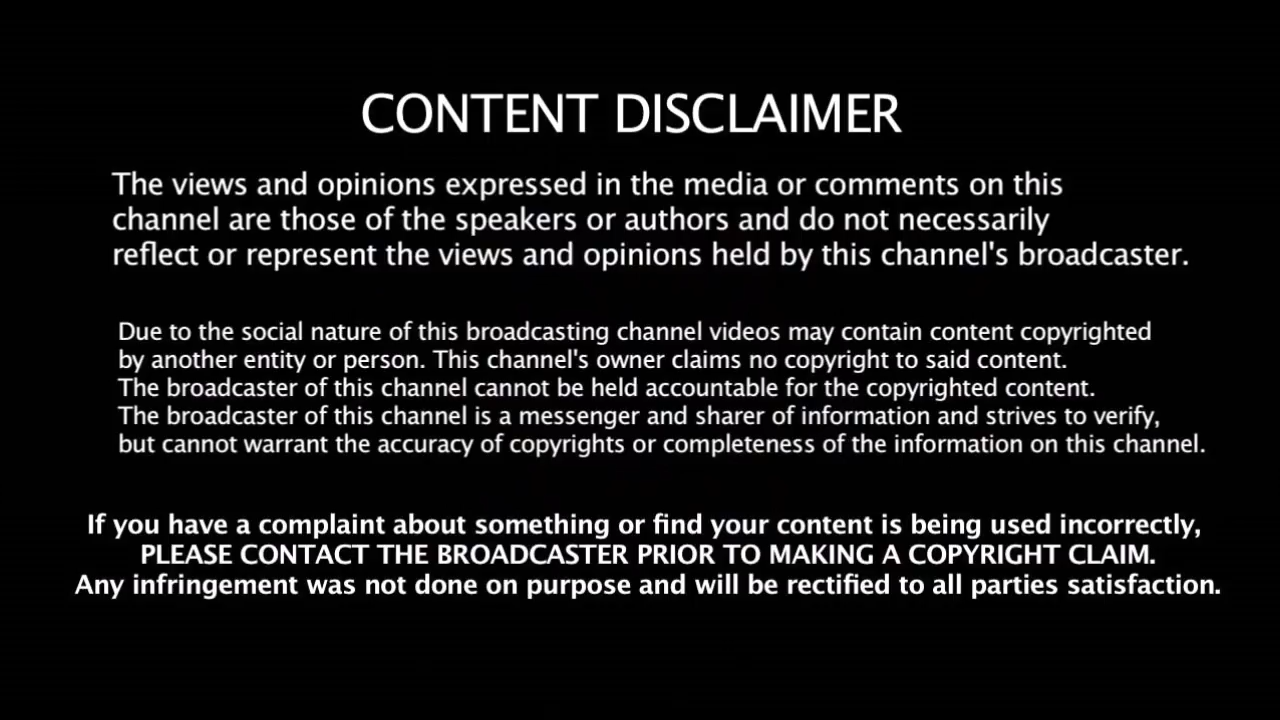 CONTENT DISCLAIMER
The views and opinions expressed in the media or comments on this
channel are those of the speakers or authors and do not necessarily
reflect or represent the views and opinions held by this channel's broadcaster.
Due to the social nature of this broadcasting channel videos may contain content copyrighted
by another entity or person. This channel's owner claims no copyright to said content.
The broadcaster of this channel cannot be held accountable for the copyrighted content.
The broadcaster of this channel is a messenger and sharer of information and strives to verify,
but cannot warrant the accuracy of copyrights or completeness of the information on this channel.
If you have a complaint about something or find your content is being used incorrectly,
PLEASE CONTACT THE BROADCASTER PRIOR TO MAKING A COPYRIGHT CLAIM.
Any infringement was not done on purpose and will be rectified to all parties satisfaction.